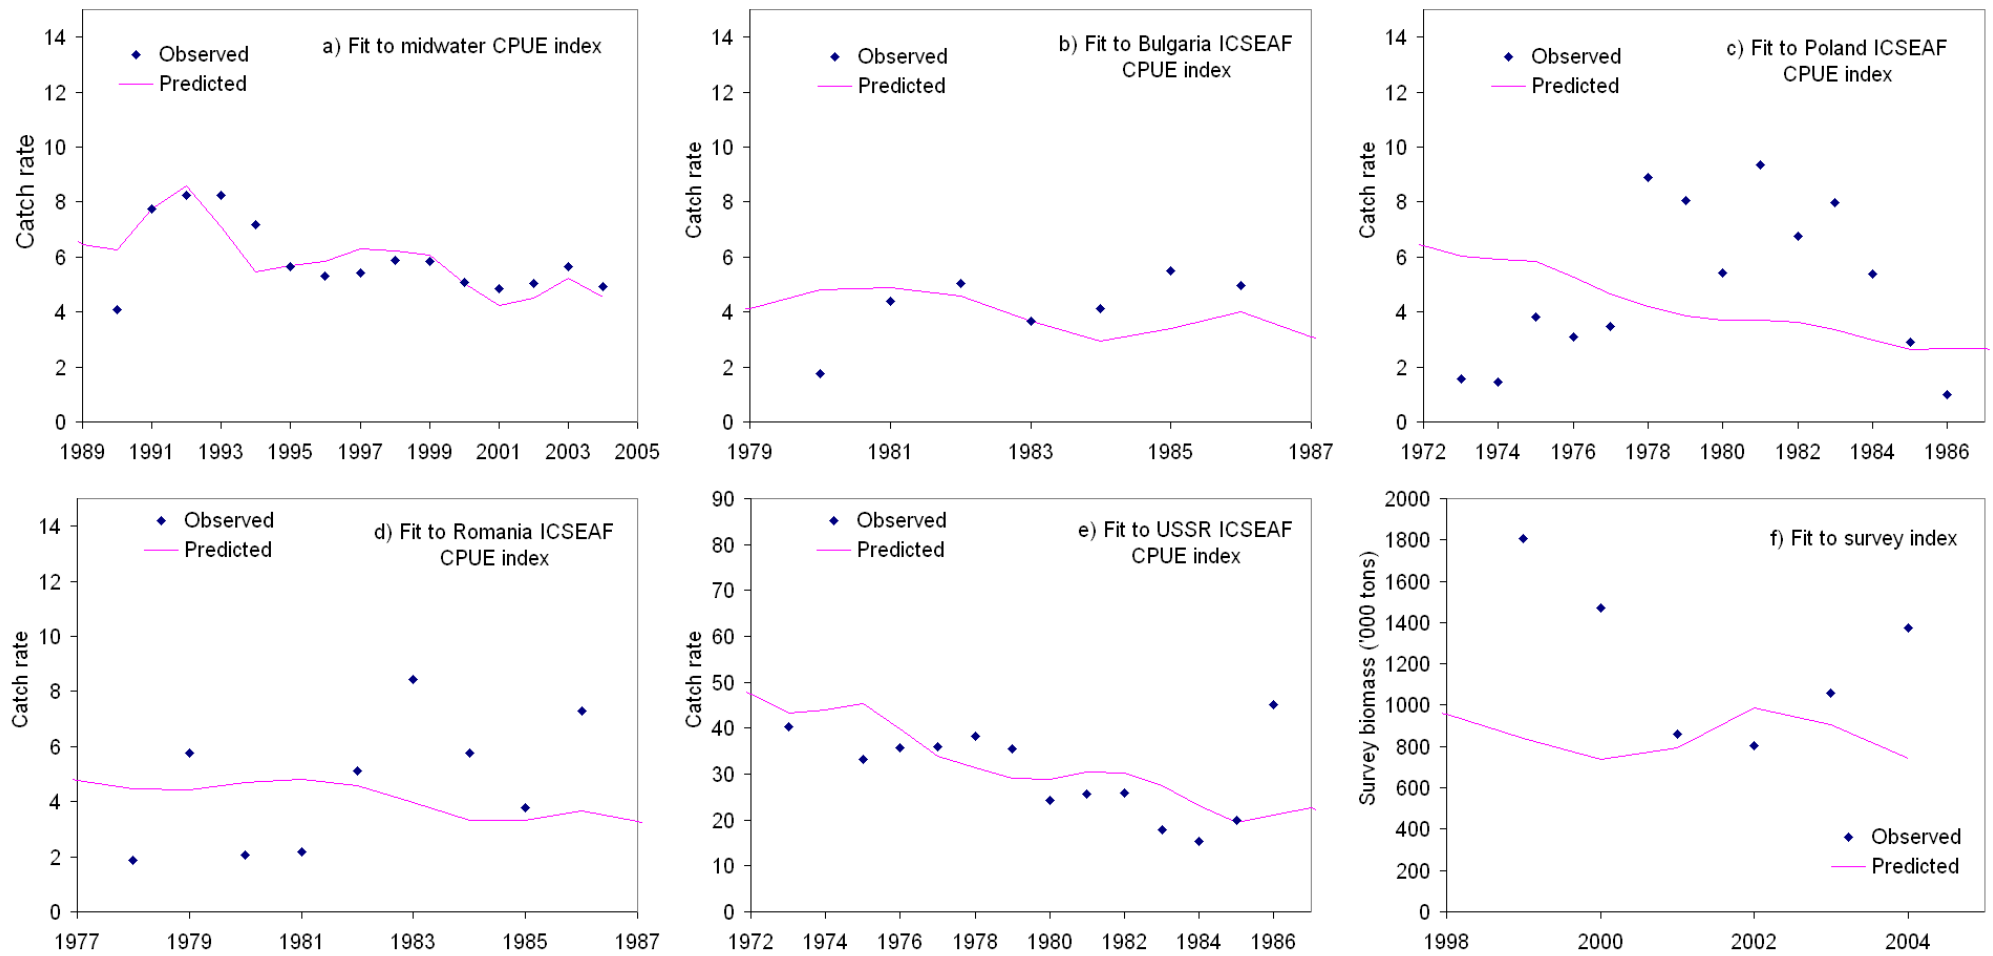 a) Fit to midwater CPUE index
Observed
Predicted
Catch rate
14
12
10
8
6
4
2
0
1989 1991 1993 1995 1997 1999 2001 2003 2005
b) Fit to Bulgaria ICSEAF
CPUE index
Observed
Predicted
Catch rate
14
12
10
8
6
4
2
0
1979 1981 1983 1985 1987
c) Fit to Poland ICSEAF
CPUE index
Observed
Predicted
Catch rate
14
12
10
8
6
4
2
0
1972 1974 1976 1978 1980 1982 1984 1986
d) Fit to Romania ICSEAF
CPUE index
Observed
Predicted
Catch rate
14
12
10
8
6
4
2
0
1977 1979 1981 1983 1985 1987
e) Fit to USSR ICSEAF
CPUE index
Observed
Predicted
Catch rate
90
80
70
60
50
40
30
20
10
0
1972 1974 1976 1978 1980 1982 1984 1986
f) Fit to survey index
Survey biomass ('000 tons)
2000
1800
1600
1400
1200
1000
800
600
400
200
0
Observed
Predicted
1998 2000 2002 2004